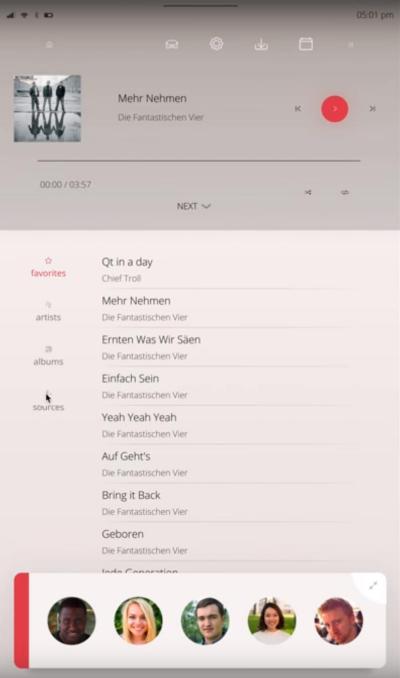 05:01 pm
Mehr Nehmen
Die Fantastischen Vier
00:00 / 03:57
NEXT
favorites
artists
albums
sources
Qt in a day
Chief Troll
Mehr Nehmen
Die Fantastischen Vier
Ernten Was Wir Säen
Die Fantastischen Vier
Einfach Sein
Die Fantastischen Vier
Yeah Yeah Yeah
Die Fantastischen Vier
Auf Geht's
Die Fantastischen Vier
Bring it Back
Die Fantastischen Vier
Geboren
Die Fantastischen Vier
Jede Generation